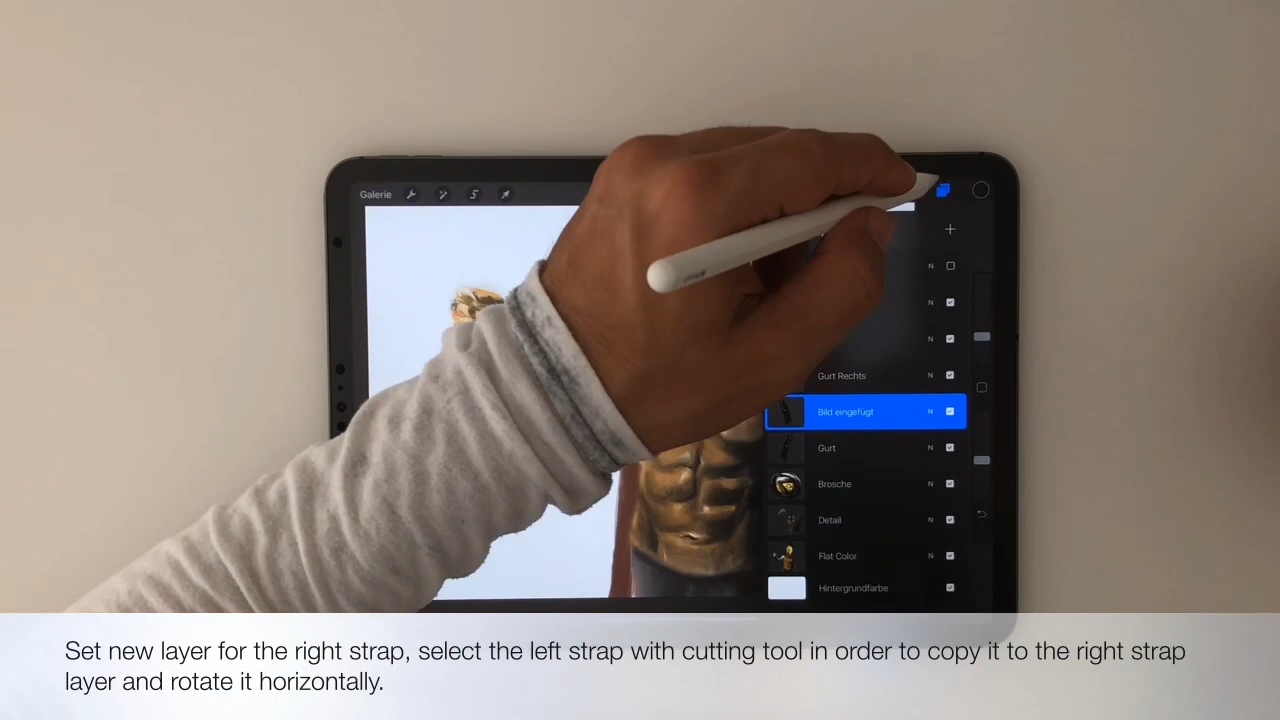 Galerie
N
N
N
Gurt Rechts N
Bild eingefügt N
Gurt N
Brosche N
Detail N
Flat Color N
Hintergrundfarbe
Set new layer for the right strap, select the left strap with cutting tool in order to copy it to the right strap
layer and rotate it horizontally.